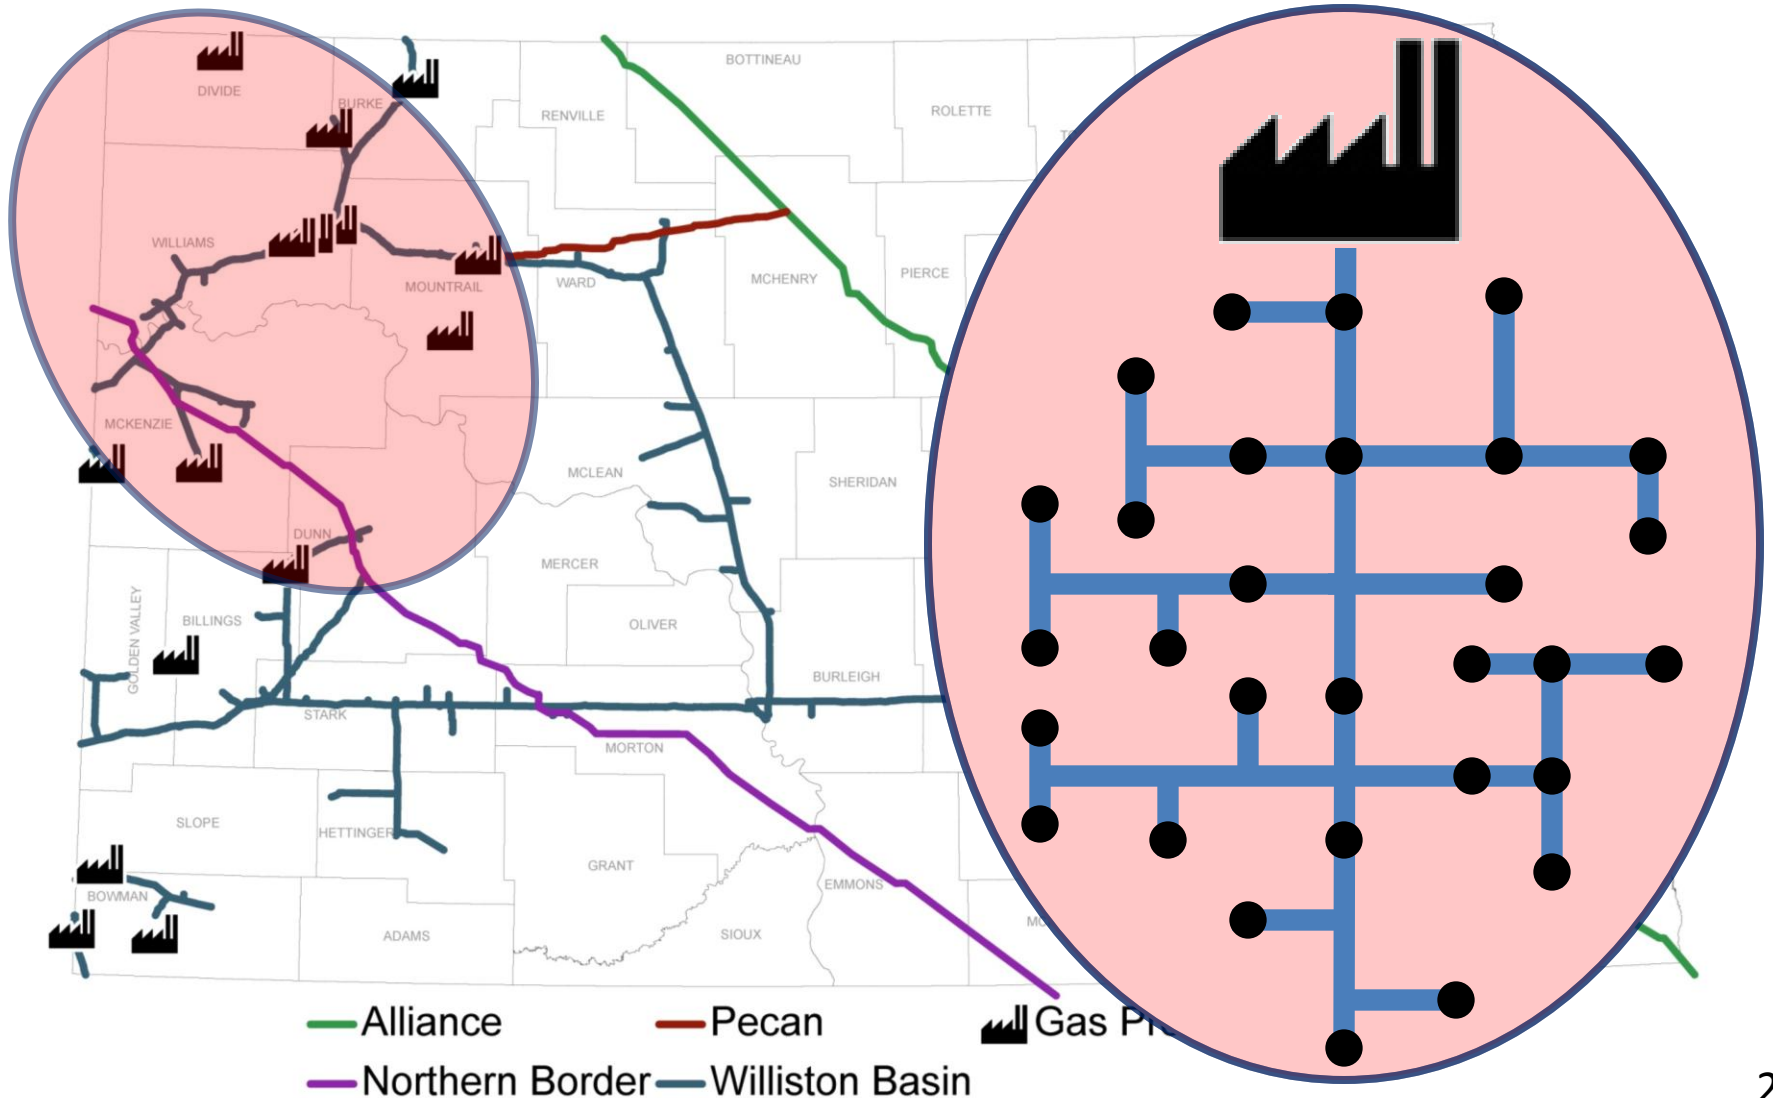 BOTTINEAU
DIVIDE
BURKE
RENVILLE
ROLETTE
WILLIAMS
MOUNTRAIL
WARD
MCHENRY
PIERCE
MCKENZIE
MCLEAN
SHERIDAN
DUNN
MERCER
GOLDEN VALLEY
BILLINGS
OLIVER
BURLEIGH
STARK
MORTON
SLOPE
HETTINGER
GRANT
EMMONS
BOWMAN
ADAMS
SIOUX
Alliance
Pecan
Gas
Northern Border
Williston Basin
2